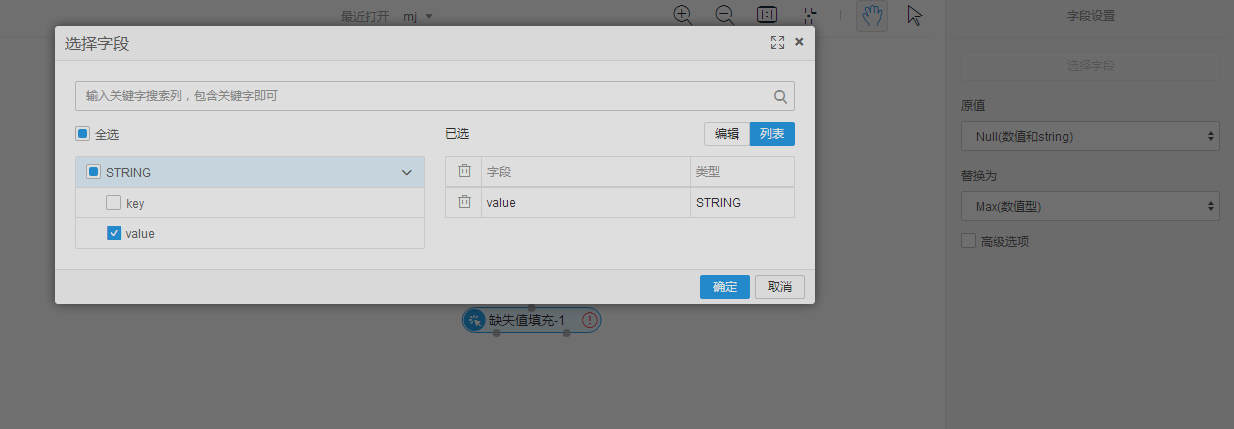 最近打开 mj
字段设置
选择字段
输入关键字搜索列，包含关键字即可
全选
已选
编辑
列表
STRING
字段
类型
key
value
STRING
value
确定
取消
缺失值填充-1
选择字段
原值
Null(数值和string)
替换为
Max(数值型)
高级选项